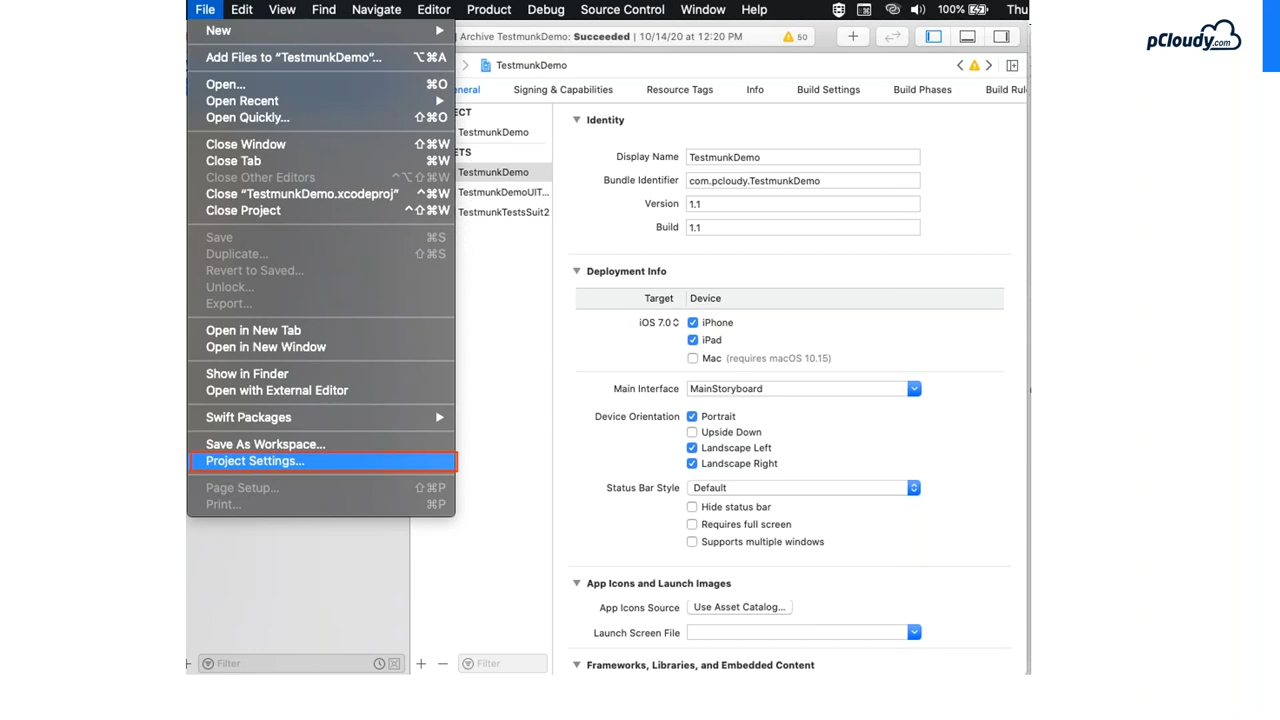 File Edit View Find Navigate Editor Product Debug Source Control Window Help 100% Thu
New
Add Files to “TestmunkDemo”... ⌥⌘A
Open... ⌘O
Open Recent
Open Quickly... ⇧⌘O
Close Window ⇧⌘W
Close Tab ⌘W
Close Other Editors ^⌥⇧⌘W
Close “TestmunkDemo.xcodeproj” ^⌘W
Close Project ^⇧⌘W
Save ⌘S
Duplicate... ⇧⌘S
Revert to Saved...
Unlock...
Export...
Open in New Tab
Open in New Window
Show in Finder
Open with External Editor
Swift Packages
Save As Workspace...
Project Settings...
Page Setup... ⇧⌘P
Print... ⌘P
Filter
Archive TestmunkDemo: Succeeded | 10/14/20 at 12:20 PM 50
TestmunkDemo
eneral Signing & Capabilities Resource Tags Info Build Settings Build Phases Build Rul
ECT
TestmunkDemo
ETS
TestmunkDemo
TestmunkDemoUIT...
TestmunkTestsSuit2
Filter
Identity
Display Name TestmunkDemo
Bundle Identifier com.pcloudy.TestmunkDemo
Version 1.1
Build 1.1
Deployment Info
Target Device
iOS 7.0 iPhone
iPad
Mac (requires macOS 10.15)
Main Interface MainStoryboard
Device Orientation Portrait
Upside Down
Landscape Left
Landscape Right
Status Bar Style Default
Hide status bar
Requires full screen
Supports multiple windows
App Icons and Launch Images
App Icons Source Use Asset Catalog...
Launch Screen File
Frameworks, Libraries, and Embedded Content
pCloudy.com